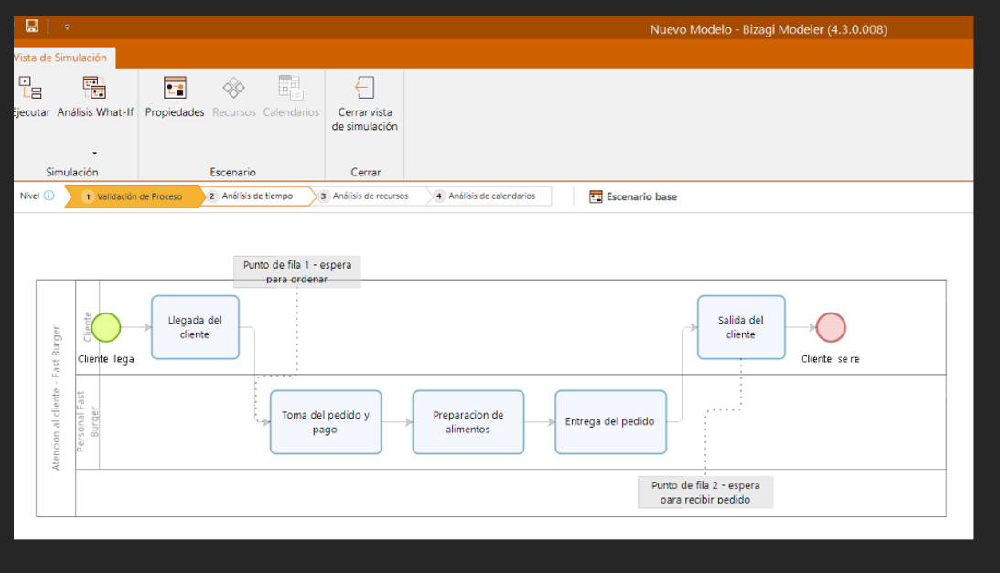 Nuevo Modelo - Bizagi Modeler (4.3.0.008)
Vista de Simulación
Ejecutar
Análisis What-If
Propiedades
Recursos
Calendarios
Cerrar vista
de simulación
Simulación
Escenario
Cerrar
Nivel
1 Validación de Proceso
2 Análisis de tiempo
3 Análisis de recursos
4 Análisis de calendarios
Escenario base
Punto de fila 1 - espera
para ordenar
Atencion al cliente - Fast Burger
Cliente
Cliente llega
Llegada del
cliente
Salida del
cliente
Cliente se re
Personal Fast
Burger
Toma del pedido y
pago
Preparacion de
alimentos
Entrega del pedido
Punto de fila 2 - espera
para recibir pedido